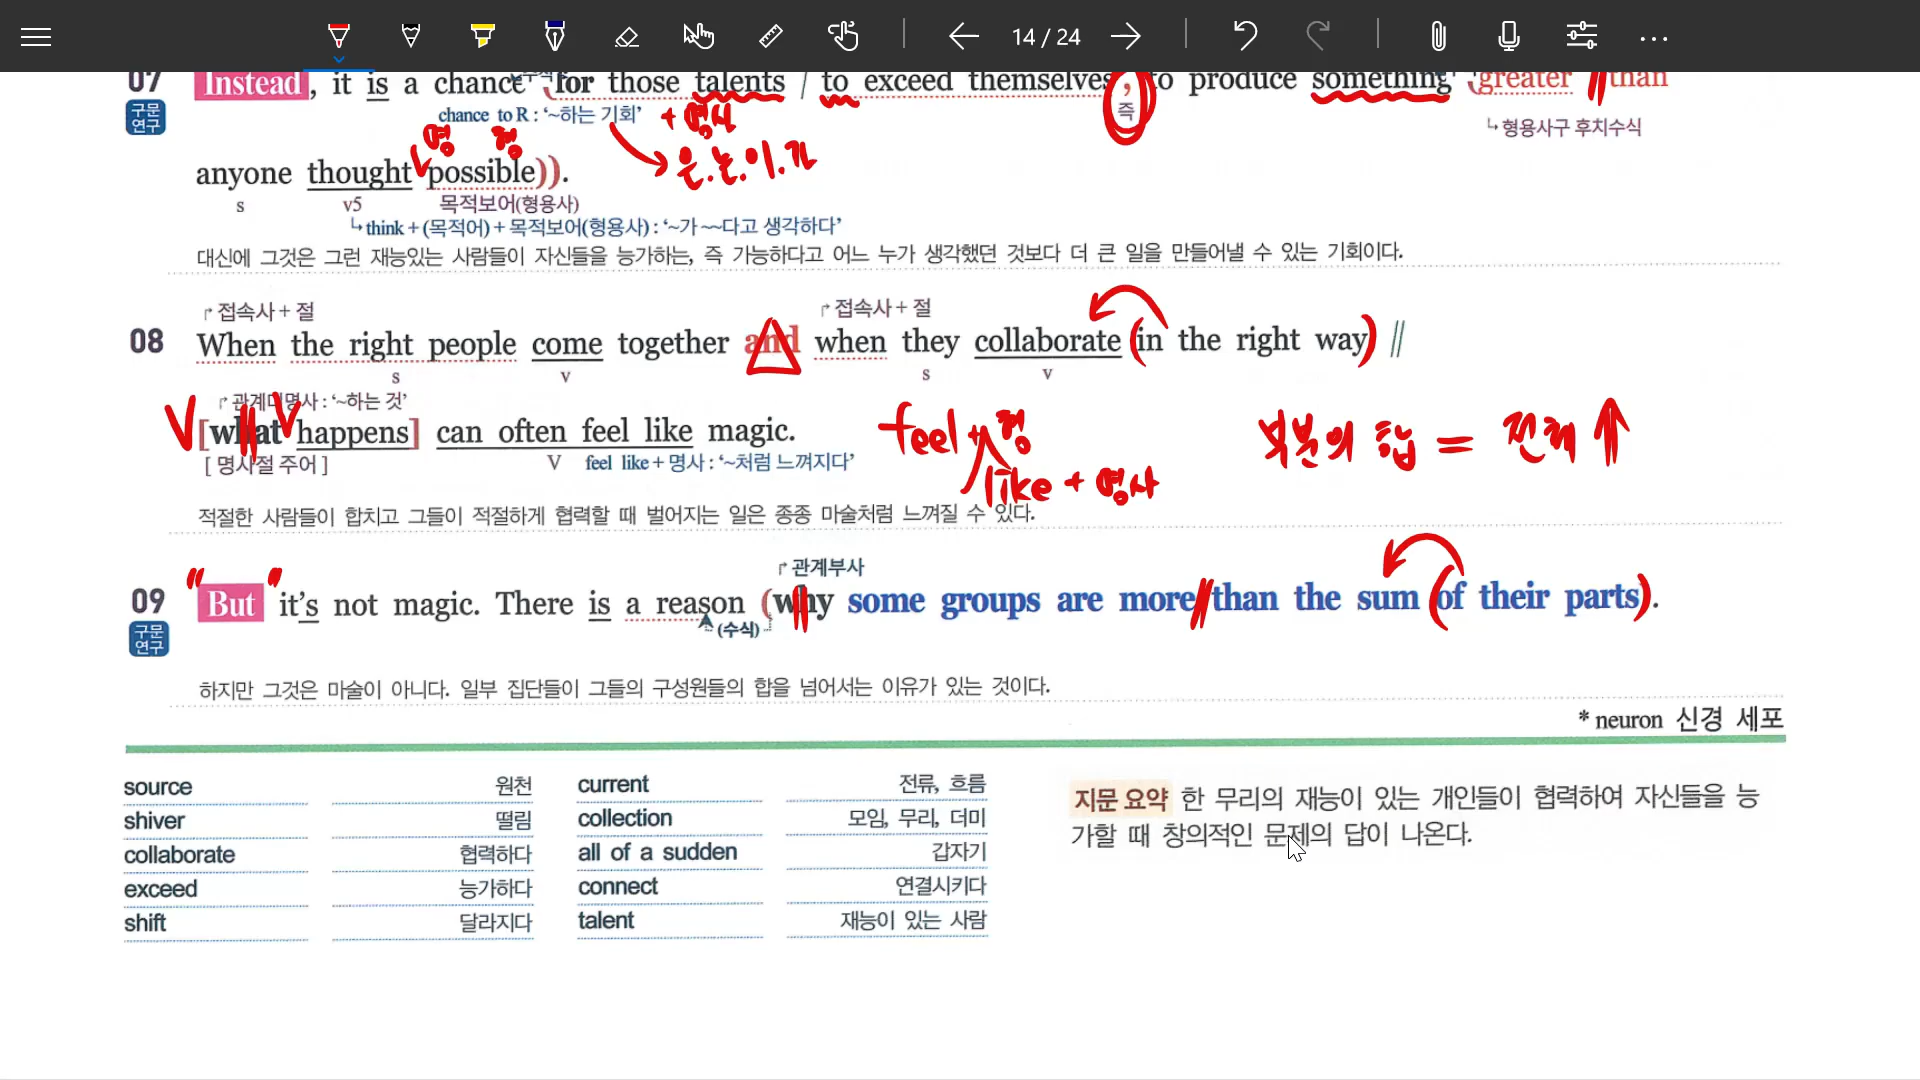 14 / 24
07 Instead, it is a chance (for those talents / to exceed themselves, to produce something (greater than
구문연구
수식
chance to R : ‘~하는 기회’
+ 명사
즉
↳형용사구 후치수식
명 형
은.는.이.가
anyone thought possible)).
s v5 목적보어(형용사)
↳think + (목적어) + 목적보어(형용사) : ‘~가 ~~다고 생각하다’
대신에 그것은 그런 재능있는 사람들이 자신들을 능가하는, 즉 가능하다고 어느 누가 생각했던 것보다 더 큰 일을 만들어낼 수 있는 기회이다.
┌접속사 + 절 ┌접속사 + 절
08 When the right people come together and when they collaborate (in the right way) //
s v s v
┌관계대명사 : ‘~하는 것’
V [what V happens] can often feel like magic.
feel + 형
like + 명사
부분의 합 = 전체 ↑
[ 명사절 주어 ] V feel like + 명사 : ‘~처럼 느껴지다’
적절한 사람들이 합치고 그들이 적절하게 협력할 때 벌어지는 일은 종종 마술처럼 느껴질 수 있다.
┌관계부사
09 "But" it’s not magic. There is a reason (why some groups are more than the sum (of their parts).
구문연구
(수식)
하지만 그것은 마술이 아니다. 일부 집단들이 그들의 구성원들의 합을 넘어서는 이유가 있는 것이다.
* neuron 신경 세포
source 원천 current 전류, 흐름
shiver 떨림 collection 모임, 무리, 더미
collaborate 협력하다 all of a sudden 갑자기
exceed 능가하다 connect 연결시키다
shift 달라지다 talent 재능이 있는 사람
지문 요약 한 무리의 재능이 있는 개인들이 협력하여 자신들을 능
가할 때 창의적인 문제의 답이 나온다.